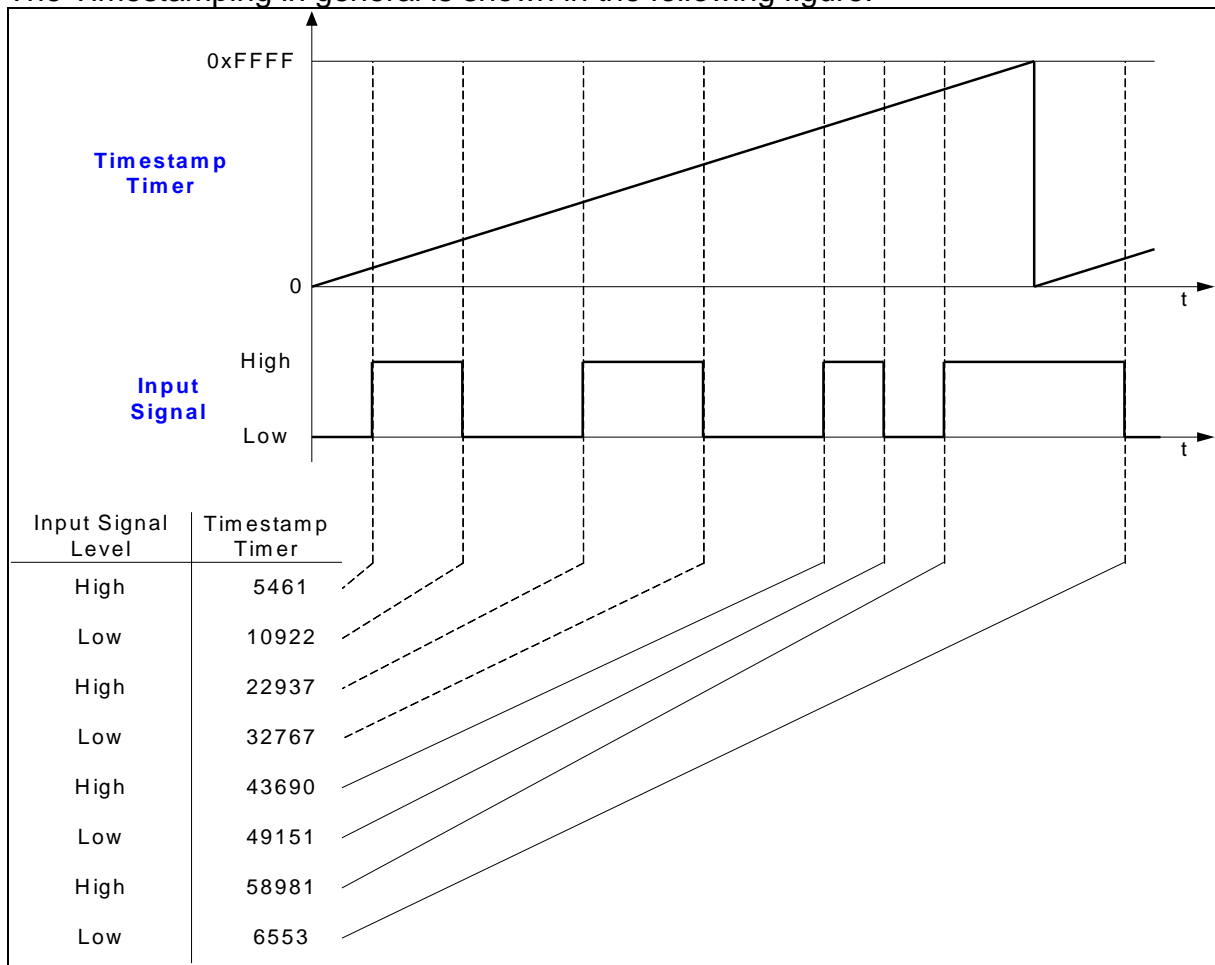 The Timestamping in general is shown in the following figure:
0xFFFF
Timestamp
Timer
0
t
High
Input
Signal
Low
t
Input Signal Level Timestamp Timer
High 5461
Low 10922
High 22937
Low 32767
High 43690
Low 49151
High 58981
Low 6553